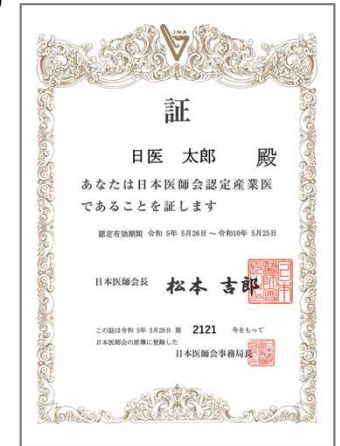 JMA
証
日医 太郎 殿
あなたは日本医師会認定産業医
であることを証します
認定有効期間 令和 5年 5月26日 ～ 令和10年 5月25日
日本医師会長 松本 吉郎
この証は令和 5年 3月28日 第 2121 号をもって
日本医師会の原簿に登録した
日本医師会事務局長